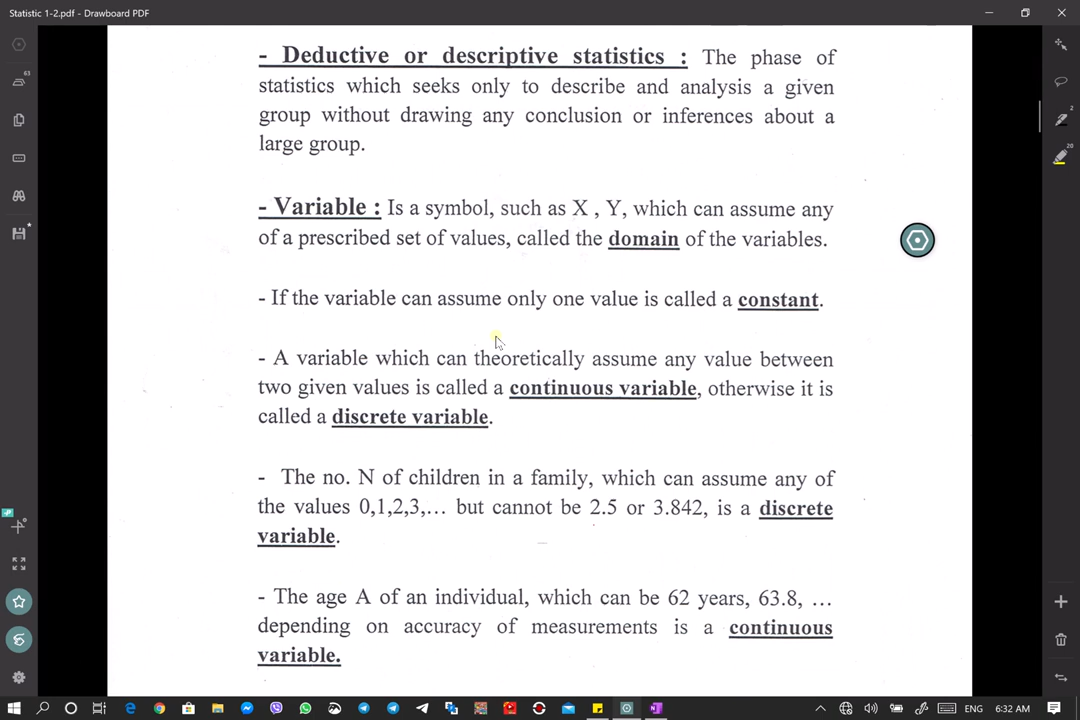 Statistic 1-2.pdf - Drawboard PDF
- Deductive or descriptive statistics : The phase of
statistics which seeks only to describe and analysis a given
group without drawing any conclusion or inferences about a
large group.
- Variable : Is a symbol, such as X , Y, which can assume any
of a prescribed set of values, called the domain of the variables.
- If the variable can assume only one value is called a constant.
- A variable which can theoretically assume any value between
two given values is called a continuous variable, otherwise it is
called a discrete variable.
- The no. N of children in a family, which can assume any of
the values 0,1,2,3,… but cannot be 2.5 or 3.842, is a discrete
variable.
- The age A of an individual, which can be 62 years, 63.8, …
depending on accuracy of measurements is a continuous
variable.
63
2
20
ENG 6:32 AM